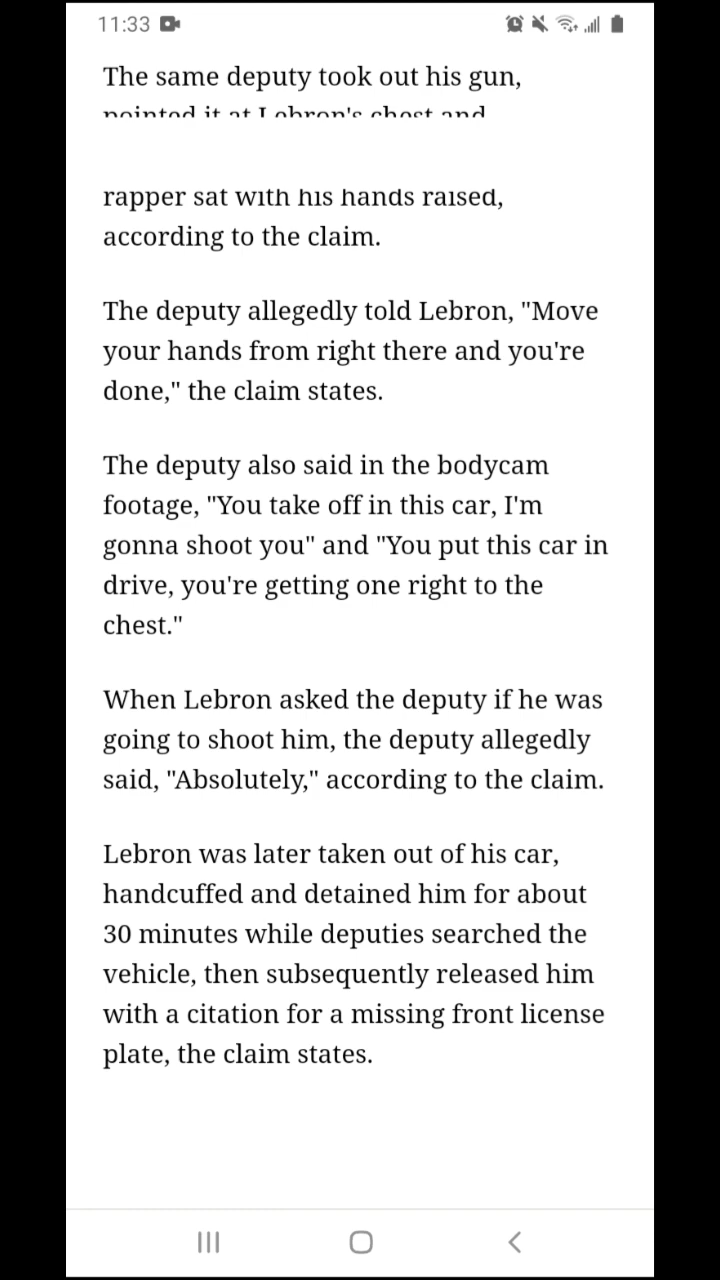 11:33
The same deputy took out his gun,
pointed it at Lebron's chest and
rapper sat with his hands raised,
according to the claim.
The deputy allegedly told Lebron, "Move
your hands from right there and you're
done," the claim states.
The deputy also said in the bodycam
footage, "You take off in this car, I'm
gonna shoot you" and "You put this car in
drive, you're getting one right to the
chest."
When Lebron asked the deputy if he was
going to shoot him, the deputy allegedly
said, "Absolutely," according to the claim.
Lebron was later taken out of his car,
handcuffed and detained him for about
30 minutes while deputies searched the
vehicle, then subsequently released him
with a citation for a missing front license
plate, the claim states.